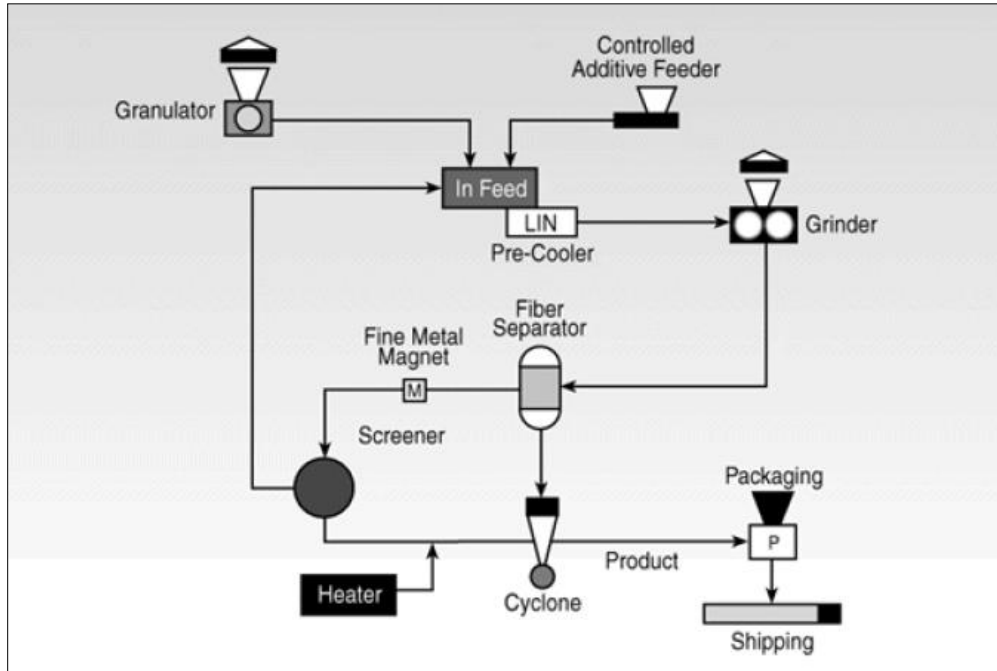 Controlled
Additive Feeder
Granulator
In Feed
LIN
Pre-Cooler
Grinder
Fiber
Separator
Fine Metal
Magnet
M
Screener
Packaging
P
Product
Heater
Cyclone
Shipping